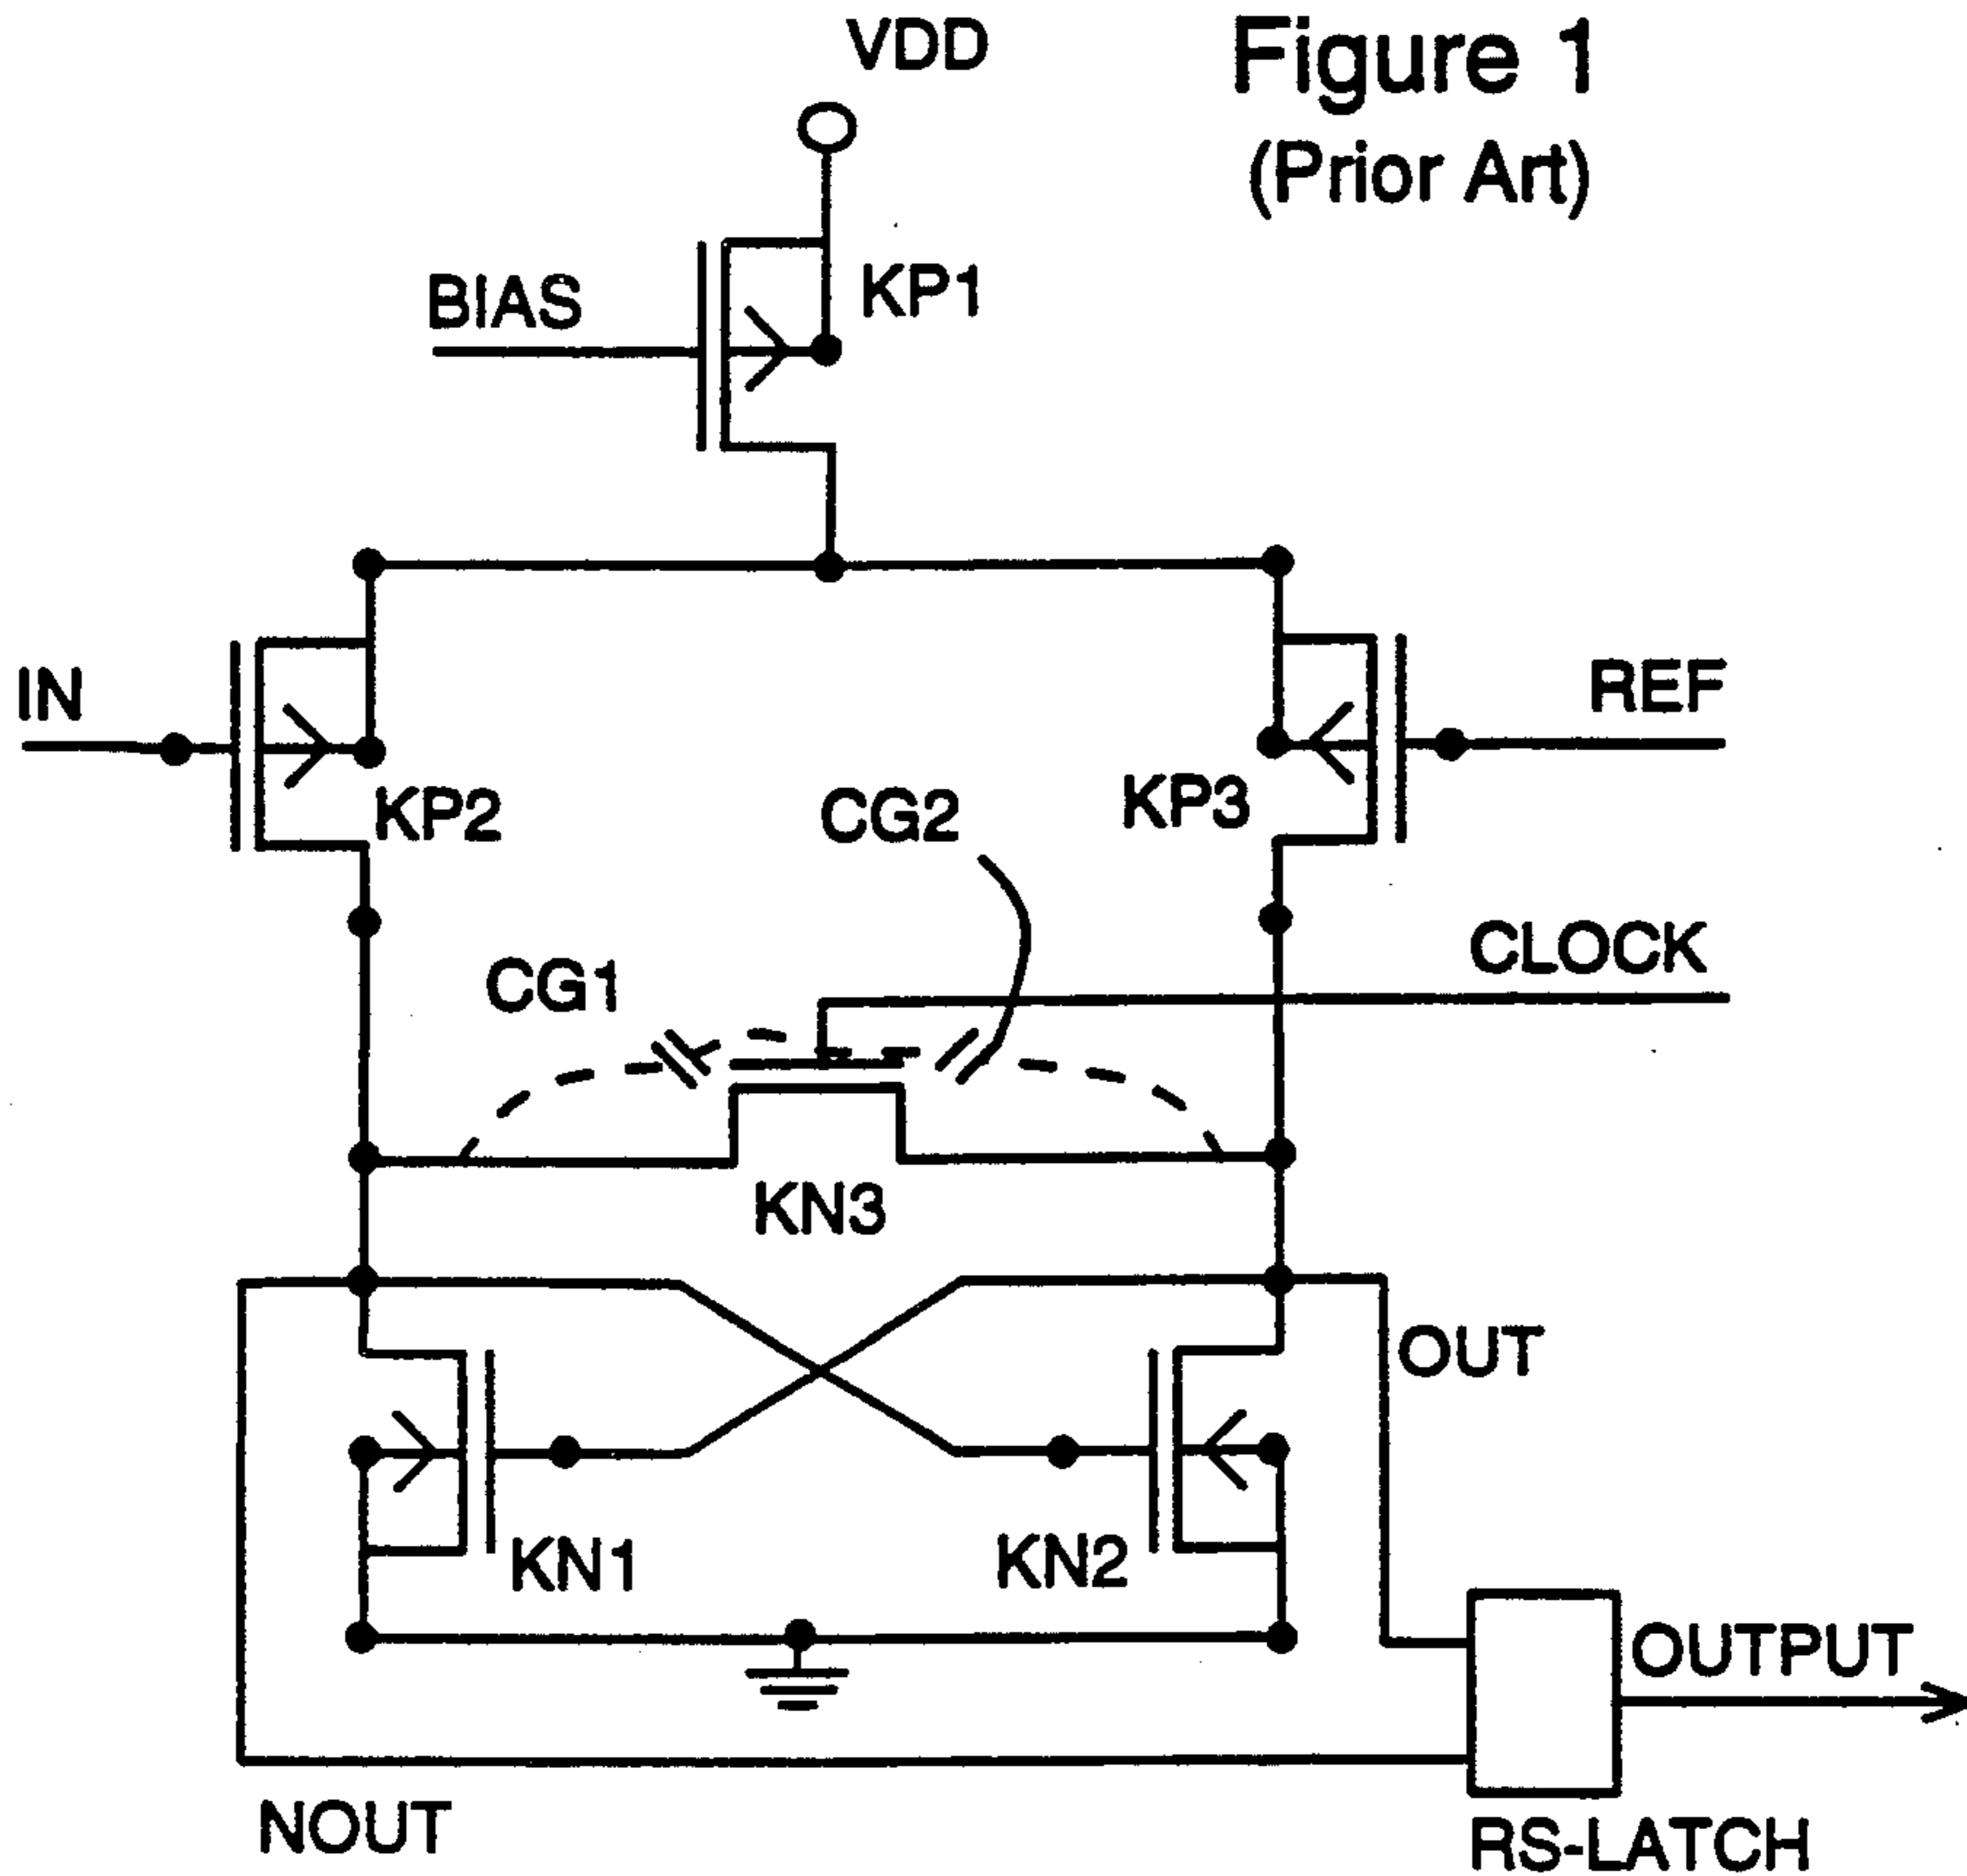 VDD
Figure 1
(Prior Art)
BIAS
KP1
IN
REF
KP2
CG2
KP3
CLOCK
CG1
KN3
OUT
KN1
KN2
OUTPUT
NOUT
RS-LATCH